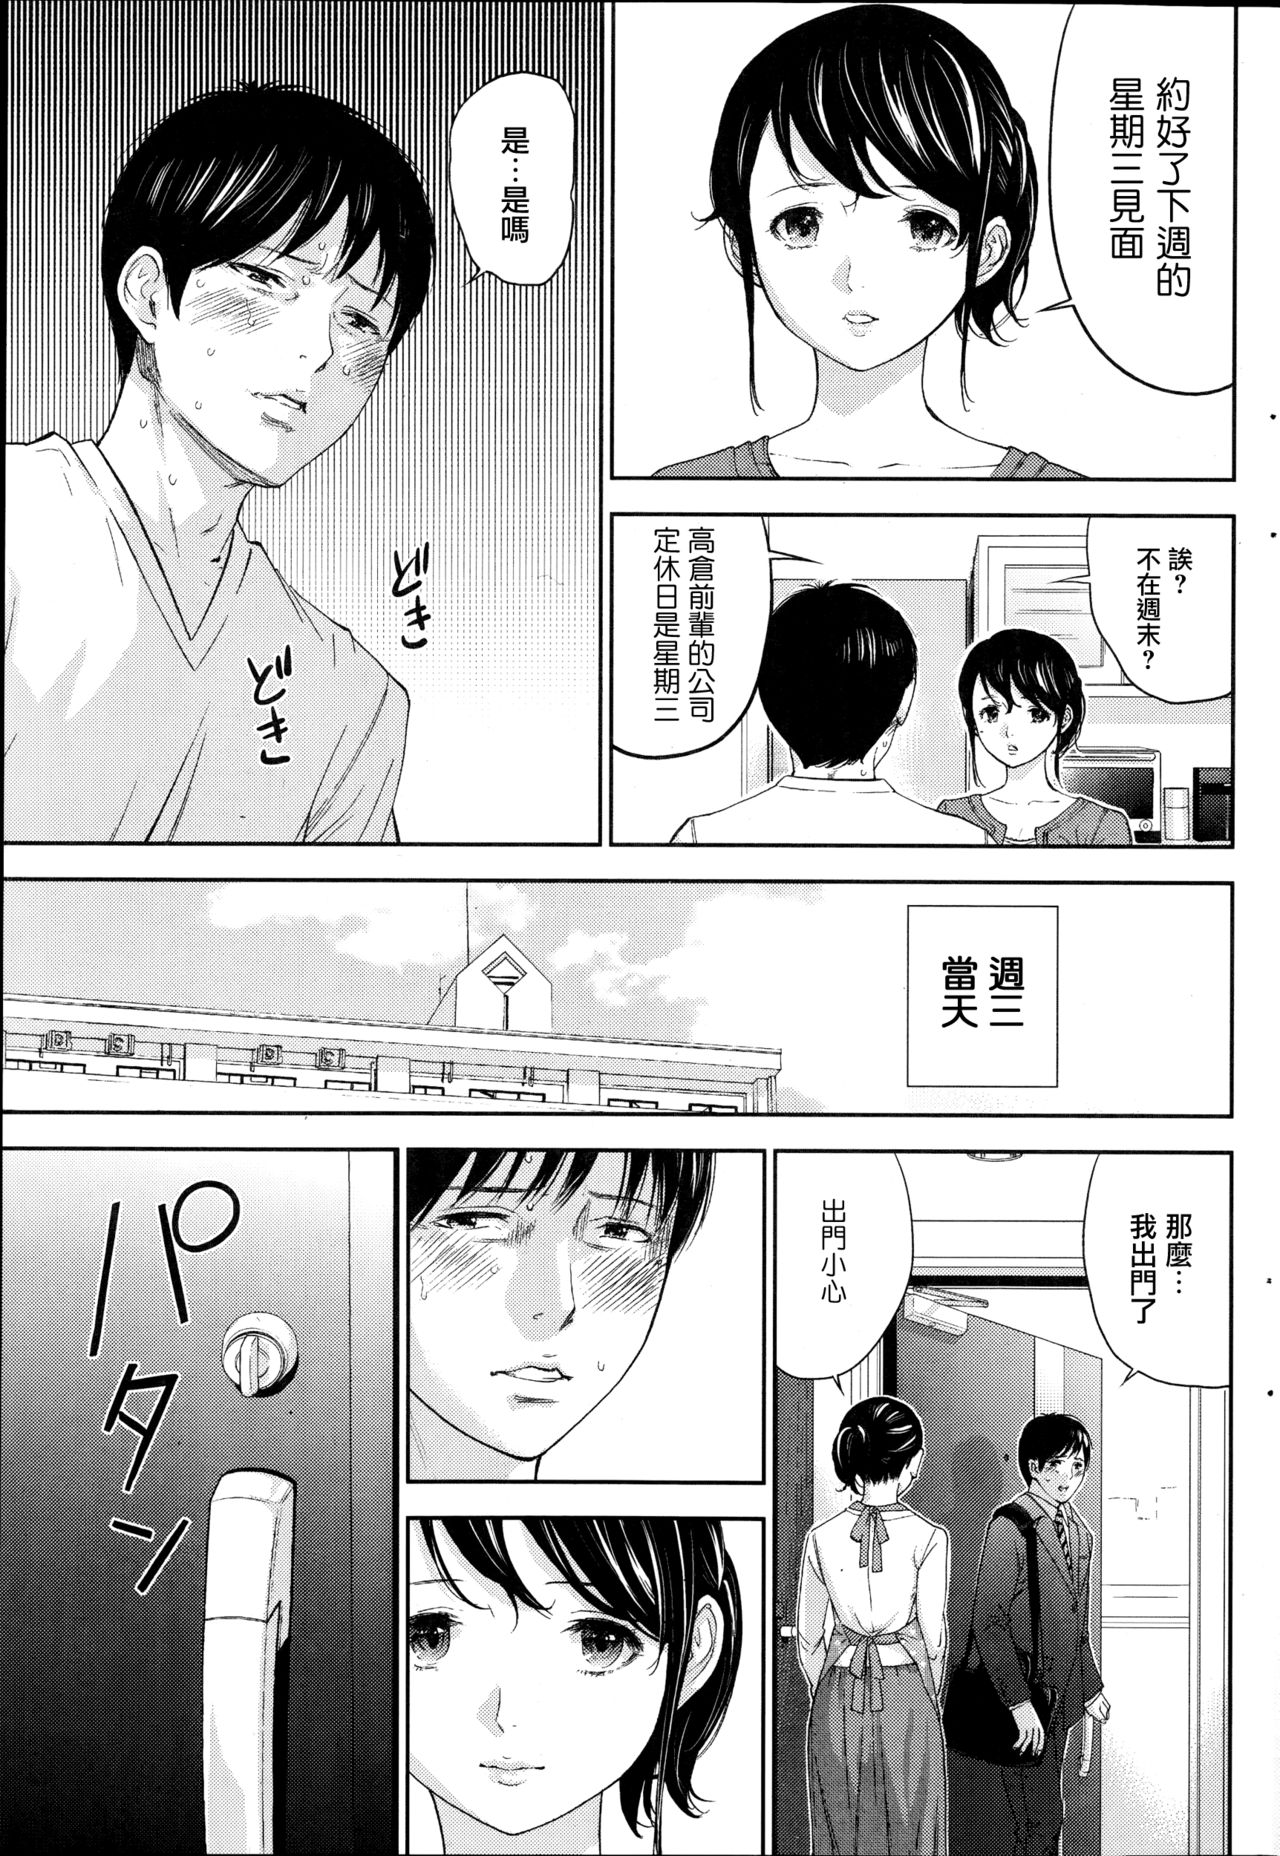 約好了下週的
星期三見面
是…是嗎
どき
どき
誒？
不在週末？
高倉前輩的公司
定休日是星期三
週三
當天
那麼…
我出門了
出門小心
パタン